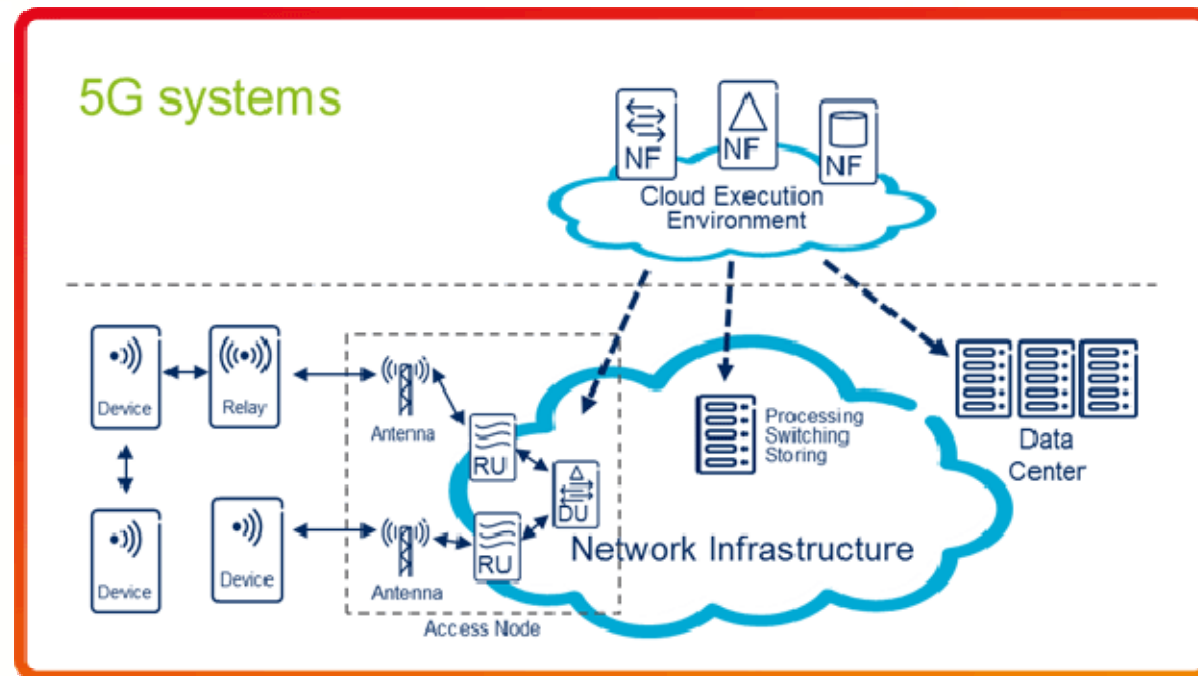 5G systems
NF
NF
NF
Cloud Execution
Environment
Device
Relay
Antenna
RU
Processing
Switching
Storing
Data
Center
DU
Network Infrastructure
Device
Device
Antenna
RU
Access Node